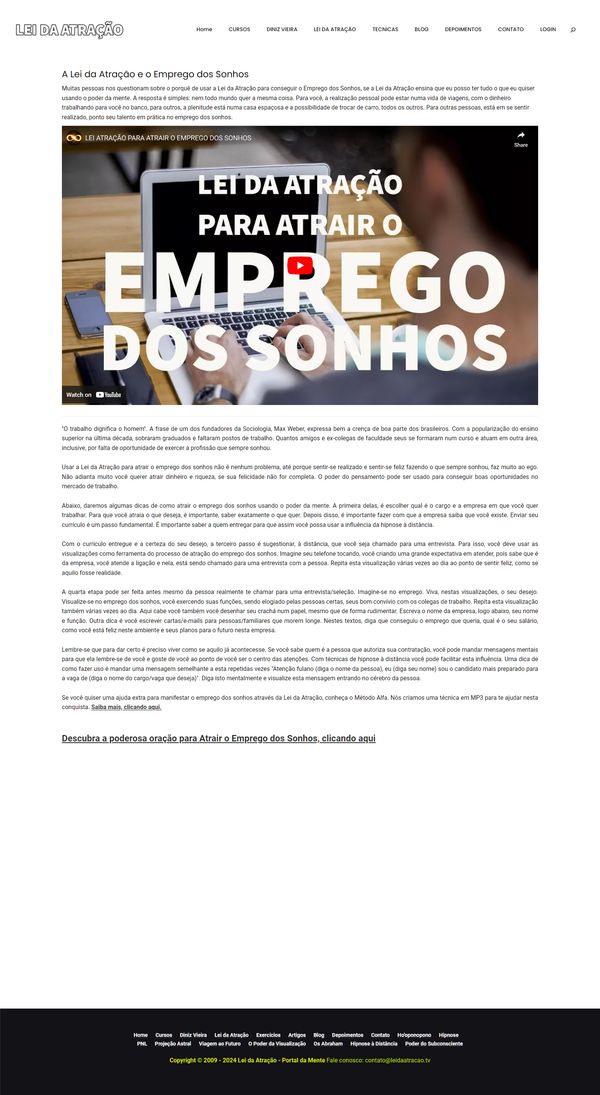 LEI DA ATRAÇÃO
Home CURSOS DINIZ VIEIRA LEI DA ATRAÇÃO TECNICAS BLOG DEPOIMENTOS CONTATO LOGIN
A Lei da Atração e o Emprego dos Sonhos
Muitas pessoas nos questionam sobre o porquê de usar a Lei da Atração para conseguir o Emprego dos Sonhos, se a Lei da Atração ensina que eu posso ter tudo o que eu quiser
usando o poder da mente. A resposta é simples: nem todo mundo quer a mesma coisa. Para você, a realização pessoal pode estar numa vida de viagens, com o dinheiro
trabalhando para você no banco, para outros, a plenitude está numa casa espaçosa e a possibilidade de trocar de carro, todos os outros. Para outras pessoas, está em se sentir
realizado, ponto seu talento em prática no emprego dos sonhos.
LEI ATRAÇÃO PARA ATRAIR O EMPREGO DOS SONHOS
Share
LEI DA ATRAÇÃO
PARA ATRAIR O
EMPREGO
DOS SONHOS
Watch on YouTube
"O trabalho dignifica o homem". A frase de um dos fundadores da Sociologia, Max Weber, expressa bem a crença de boa parte dos brasileiros. Com a popularização do ensino
superior na última década, sobraram graduados e faltaram postos de trabalho. Quantos amigos e ex-colegas de faculdade seus se formaram num curso e atuam em outra área,
inclusive, por falta de oportunidade de exercer a profissão que sempre sonhou.
Usar a Lei da Atração para atrair o emprego dos sonhos não é nenhum problema, até porque sentir-se realizado e sentir-se feliz fazendo o que sempre sonhou, faz muito ao ego.
Não adianta muito você querer atrair dinheiro e riqueza, se sua felicidade não for completa. O poder do pensamento pode ser usado para conseguir boas oportunidades no
mercado de trabalho.
Abaixo, daremos algumas dicas de como atrair o emprego dos sonhos usando o poder da mente. A primeira delas, é escolher qual é o cargo e a empresa em que você quer
trabalhar. Para que você atraia o que deseja, é importante, saber exatamente o que quer. Depois disso, é importante fazer com que a empresa saiba que você existe. Enviar seu
currículo é um passo fundamental. É importante saber a quem entregar para que assim você possa usar a influência da hipnose à distância.
Com o currículo entregue e a certeza do seu desejo, a terceiro passo é sugestionar, à distância, que você seja chamado para uma entrevista. Para isso, você deve usar as
visualizações como ferramenta do processo de atração do emprego dos sonhos. Imagine seu telefone tocando, você criando uma grande expectativa em atender, pois sabe que é
da empresa, você atende a ligação e nela, está sendo chamado para uma entrevista com a pessoa. Repita esta visualização várias vezes ao dia ao ponto de sentir feliz, como se
aquilo fosse realidade.
A quarta etapa pode ser feita antes mesmo da pessoa realmente te chamar para uma entrevista/seleção. Imagine-se no emprego. Viva, nestas visualizações, o seu desejo.
Visualize-se no emprego dos sonhos, você exercendo suas funções, sendo elogiado pelas pessoas certas, seus bom convívio com os colegas de trabalho. Repita esta visualização
também várias vezes ao dia. Aqui cabe você também você desenhar seu crachá num papel, mesmo que de forma rudimentar. Escreva o nome da empresa, logo abaixo, seu nome
e função. Outra dica é você escrever cartas/e-mails para pessoas/familiares que morem longe. Nestes textos, diga que conseguiu o emprego que queria, qual é o seu salário,
como você está feliz neste ambiente e seus planos para o futuro nesta empresa.
Lembre-se que para dar certo é preciso viver como se aquilo já acontecesse. Se você sabe quem é a pessoa que autoriza sua contratação, você pode mandar mensagens mentais
para que ela lembre-se de você e goste de você ao ponto de você ser o centro das atenções. Com técnicas de hipnose à distância você pode facilitar esta influência. Uma dica de
como fazer uso é mandar uma mensagem semelhante a esta repetidas vezes "Atenção fulano (diga o nome da pessoa), eu (diga seu nome) sou o candidato mais preparado para
a vaga de (diga o nome do cargo/vaga que deseja)". Diga isto mentalmente e visualize esta mensagem entrando no cérebro da pessoa.
Se você quiser uma ajuda extra para manifestar o emprego dos sonhos através da Lei da Atração, conheça o Método Alfa. Nós criamos uma técnica em MP3 para te ajudar nesta
conquista. Saiba mais, clicando aqui.
Descubra a poderosa oração para Atrair o Emprego dos Sonhos, clicando aqui
Home Cursos Diniz Vieira Lei da Atração Exercícios Artigos Blog Depoimentos Contato Ho'oponopono Hipnose
PNL Projeção Astral Viagem ao Futuro O Poder da Visualização Os Abraham Hipnose à Distância Poder do Subconsciente
Copyright © 2009 - 2024 Lei da Atração - Portal da Mente Fale conosco: contato@leidaatracao.tv